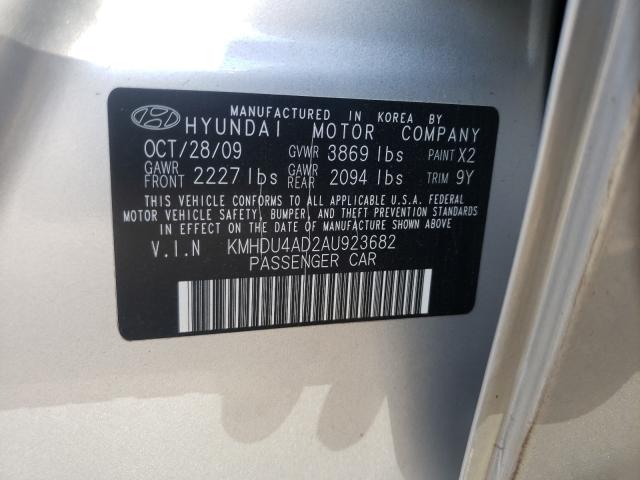 MANUFACTURED IN KOREA BY
HYUNDAI MOTOR COMPANY
OCT/28/09 GVWR 3869 lbs PAINT X2
GAWR FRONT 2227 lbs GAWR REAR 2094 lbs TRIM 9Y
THIS VEHICLE CONFORMS TO ALL APPLICABLE U.S.A. FEDERAL
MOTOR VEHICLE SAFETY, BUMPER, AND THEFT PREVENTION STANDARDS
IN EFFECT ON THE DATE OF MANUFACTURE SHOWN ABOVE.
V.I.N KMHDU4AD2AU923682
PASSENGER CAR